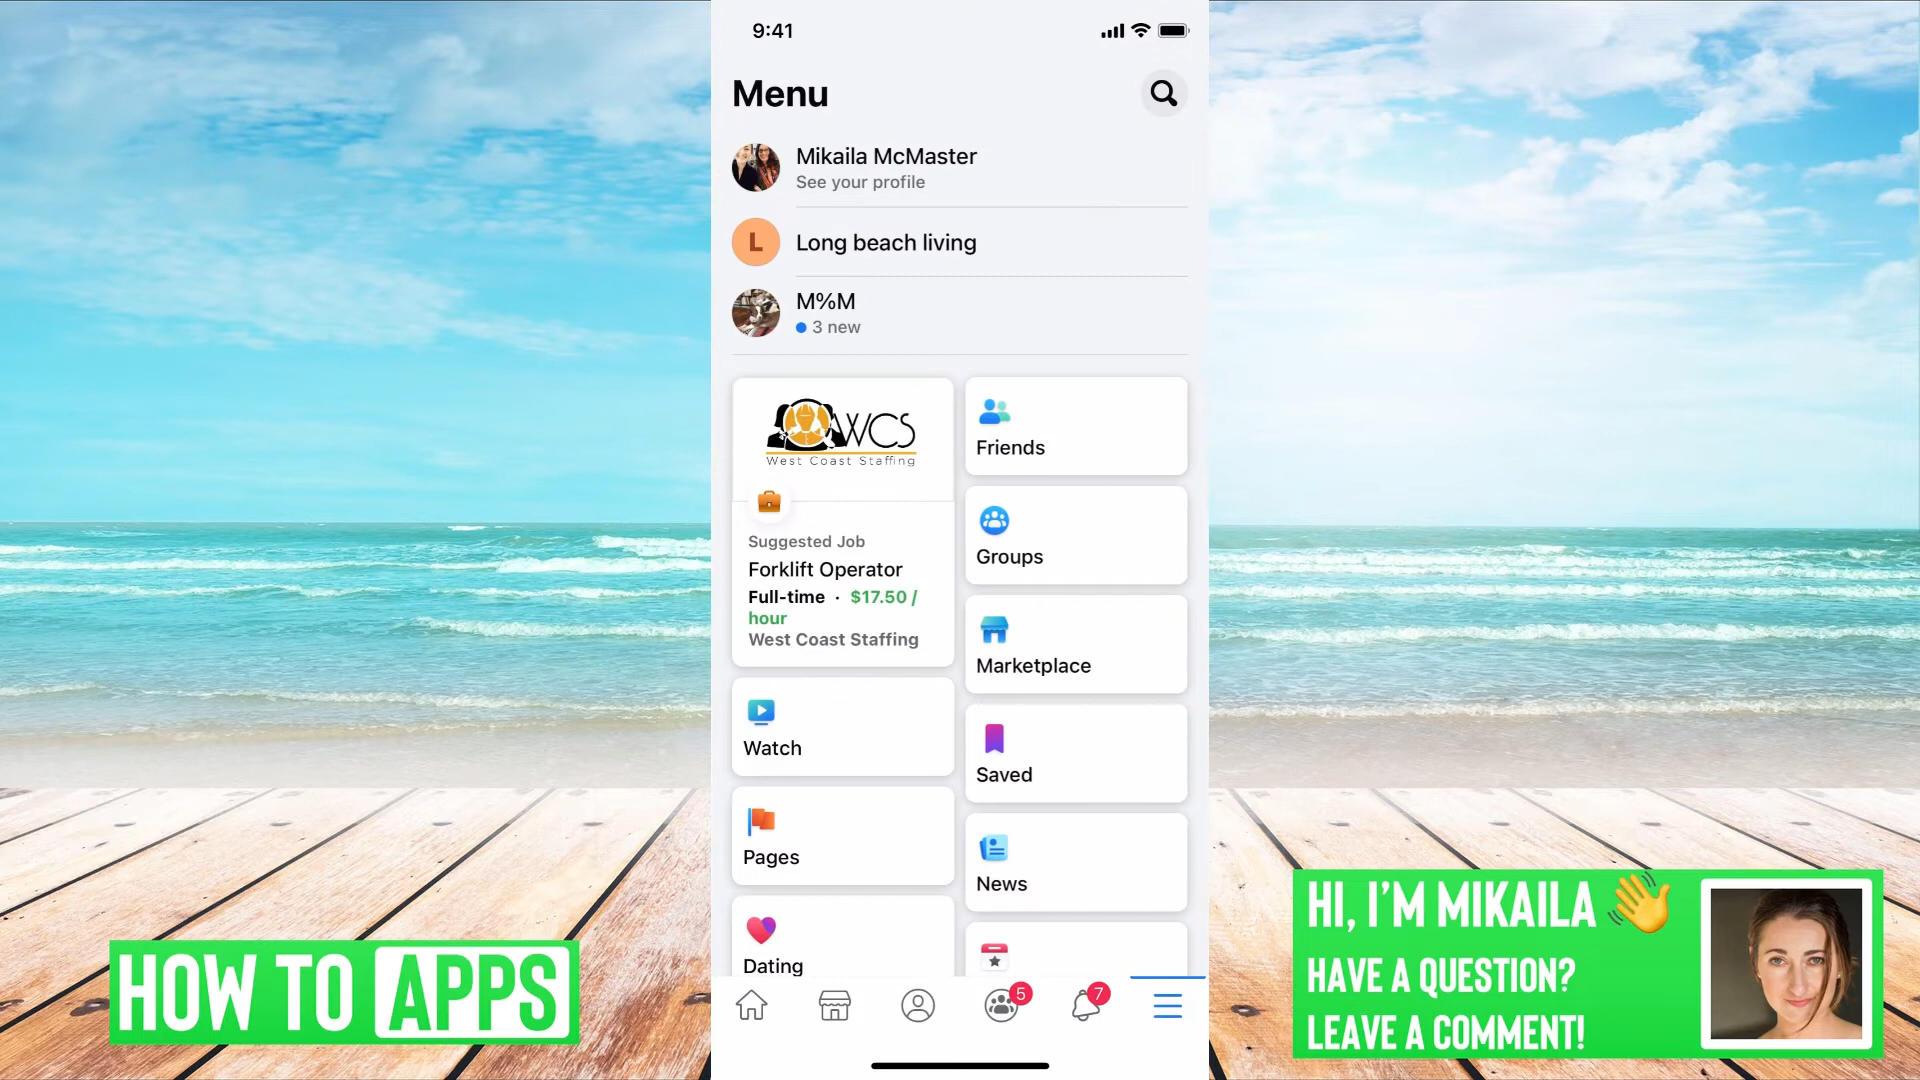 9:41
Menu
Mikaila McMaster
See your profile
L
Long beach living
M%M
3 new
WCS
West Coast Staffing
Suggested Job
Forklift Operator
Full-time · $17.50 /
hour
West Coast Staffing
Watch
Pages
Dating
Friends
Groups
Marketplace
Saved
News
5
7
HOW TO APPS
HI, I'M MIKAILA
HAVE A QUESTION?
LEAVE A COMMENT!